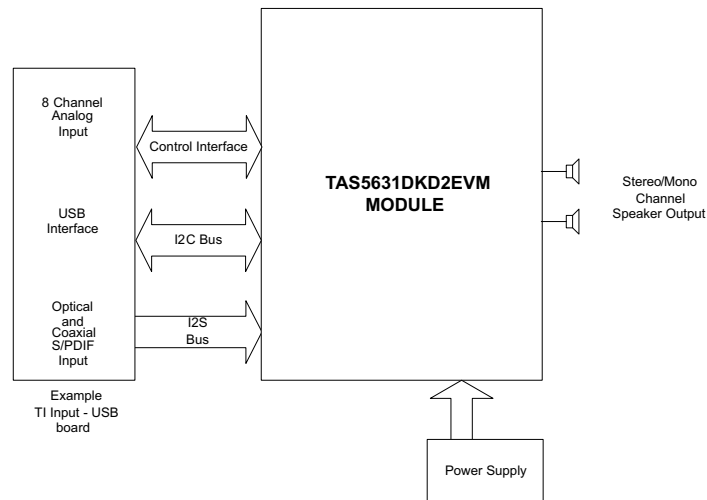 8 Channel
Analog
Input
USB
Interface
Optical
and
Coaxial
S/PDIF
Input
Example
TI Input - USB
board
Control Interface
I2C Bus
I2S
Bus
TAS5631DKD2EVM
MODULE
Stereo/Mono
Channel
Speaker Output
Power Supply